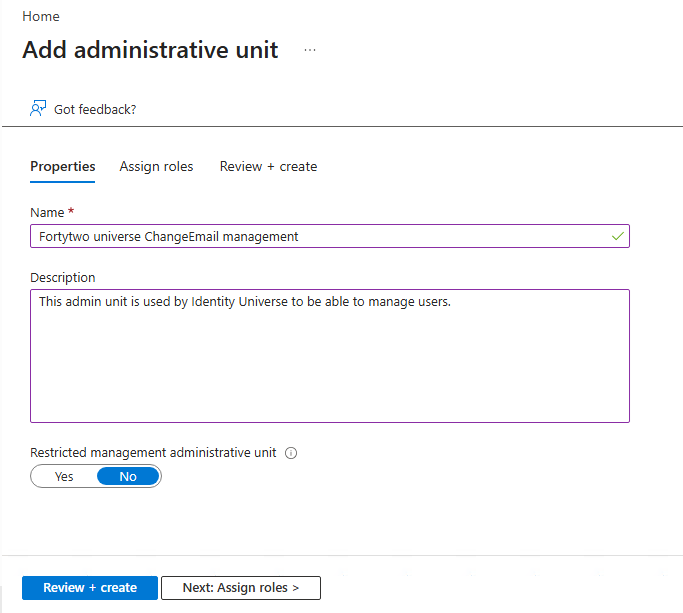 Home
Add administrative unit ...
Got feedback?
Properties Assign roles Review + create
Name *
Fortytwo universe ChangeEmail management
Description
This admin unit is used by Identity Universe to be able to manage users.
Restricted management administrative unit
Yes No
Review + create Next: Assign roles >